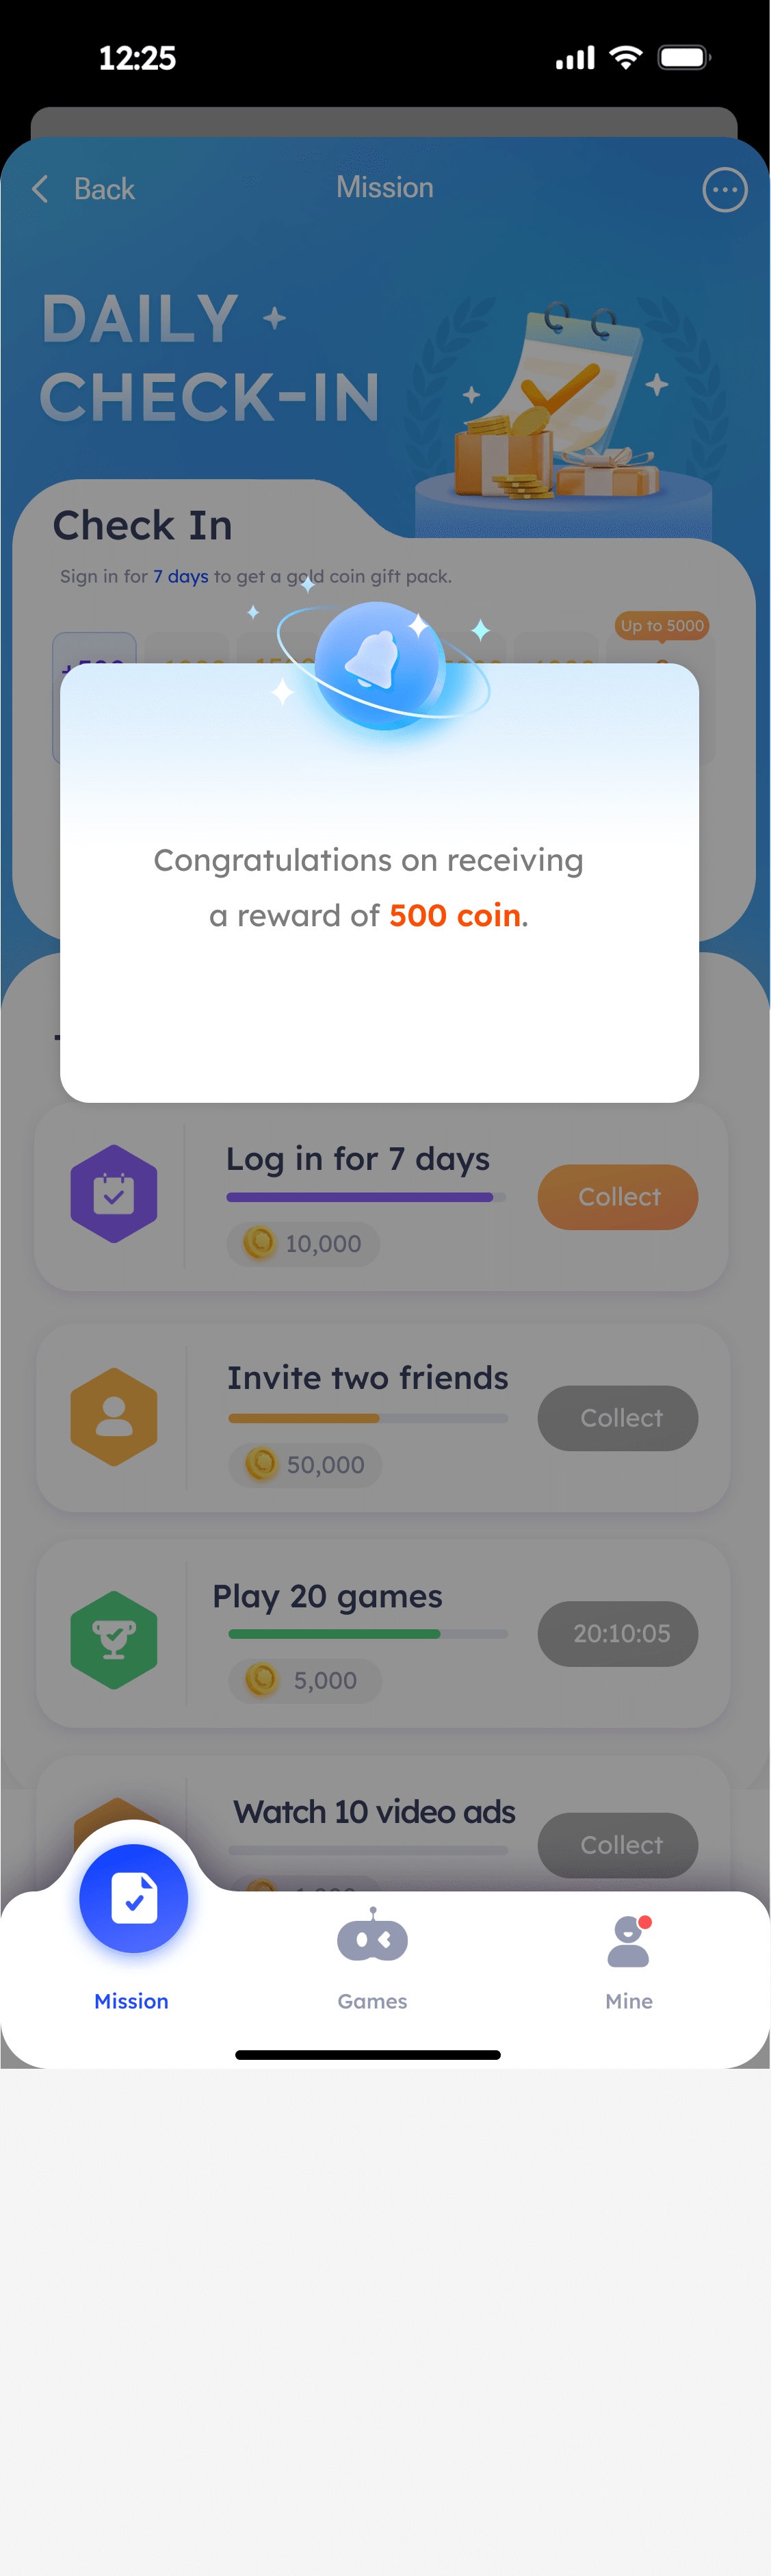 12:25
Back
Mission
DAILY
CHECK-IN
Check In
Sign in for 7 days to get a gold coin gift pack.
Up to 5000
+500
Congratulations on receiving
a reward of 500 coin.
Log in for 7 days
Collect
10,000
Invite two friends
Collect
50,000
Play 20 games
20:10:05
5,000
Watch 10 video ads
Collect
Mission
Games
Mine